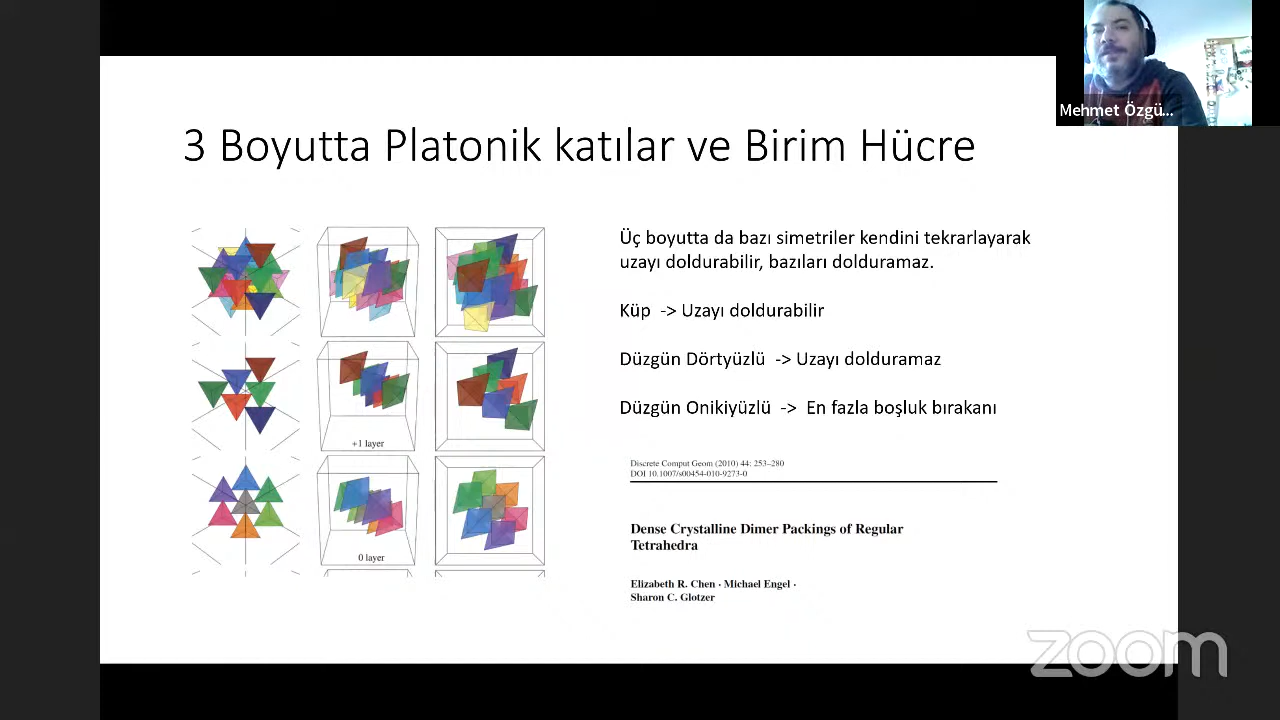 Mehmet Özgü...
3 Boyutta Platonik katılar ve Birim Hücre
Üç boyutta da bazı simetriler kendini tekrarlayarak
uzayı doldurabilir, bazıları dolduramaz.
Küp -> Uzayı doldurabilir
Düzgün Dörtyüzlü -> Uzayı dolduramaz
Düzgün Onikiyüzlü -> En fazla boşluk bırakanı
+1 layer
0 layer
Discrete Comput Geom (2010) 44: 253–280
DOI 10.1007/s00454-010-9273-0
Dense Crystalline Dimer Packings of Regular
Tetrahedra
Elizabeth R. Chen · Michael Engel ·
Sharon C. Glotzer
zoom